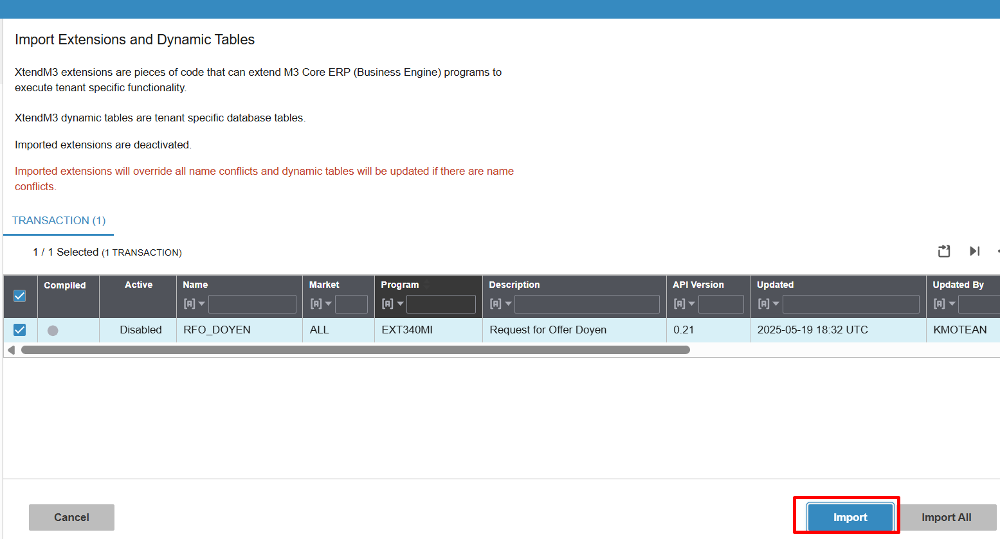 Import Extensions and Dynamic Tables
XtendM3 extensions are pieces of code that can extend M3 Core ERP (Business Engine) programs to
execute tenant specific functionality.
XtendM3 dynamic tables are tenant specific database tables.
Imported extensions are deactivated.
Imported extensions will override all name conflicts and dynamic tables will be updated if there are name
conflicts.
TRANSACTION (1)
1 / 1 Selected (1 TRANSACTION)
Compiled Active Name Market Program Description API Version Updated Updated By
Disabled RFO_DOYEN ALL EXT340MI Request for Offer Doyen 0.21 2025-05-19 18:32 UTC KMOTEAN
Cancel Import Import All